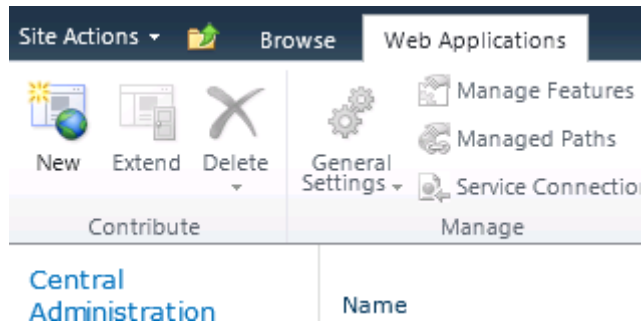 Site Actions
Browse
Web Applications
New
Extend
Delete
General
Settings
Manage Features
Managed Paths
Service Connectio
Contribute
Manage
Central
Administration
Name